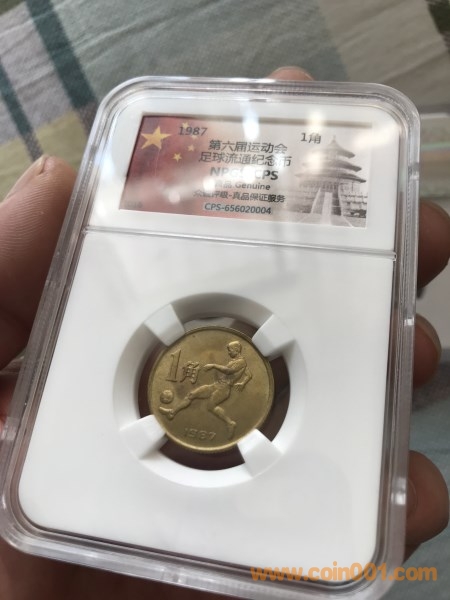 1987 1角
第六届运动会
足球流通纪念币
Genuine
真品保证服务
CPS-656020004
1角
1987
www.coin001.com